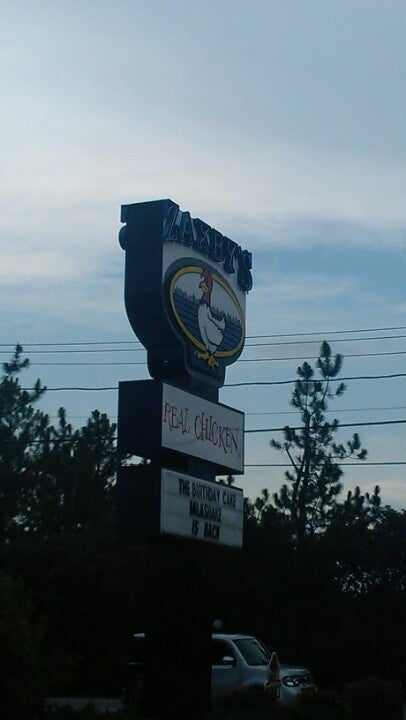 ZAXBY'S
REAL CHICKEN
THE BIRTHDAY CAKE
MILKSHAKE
IS BACK